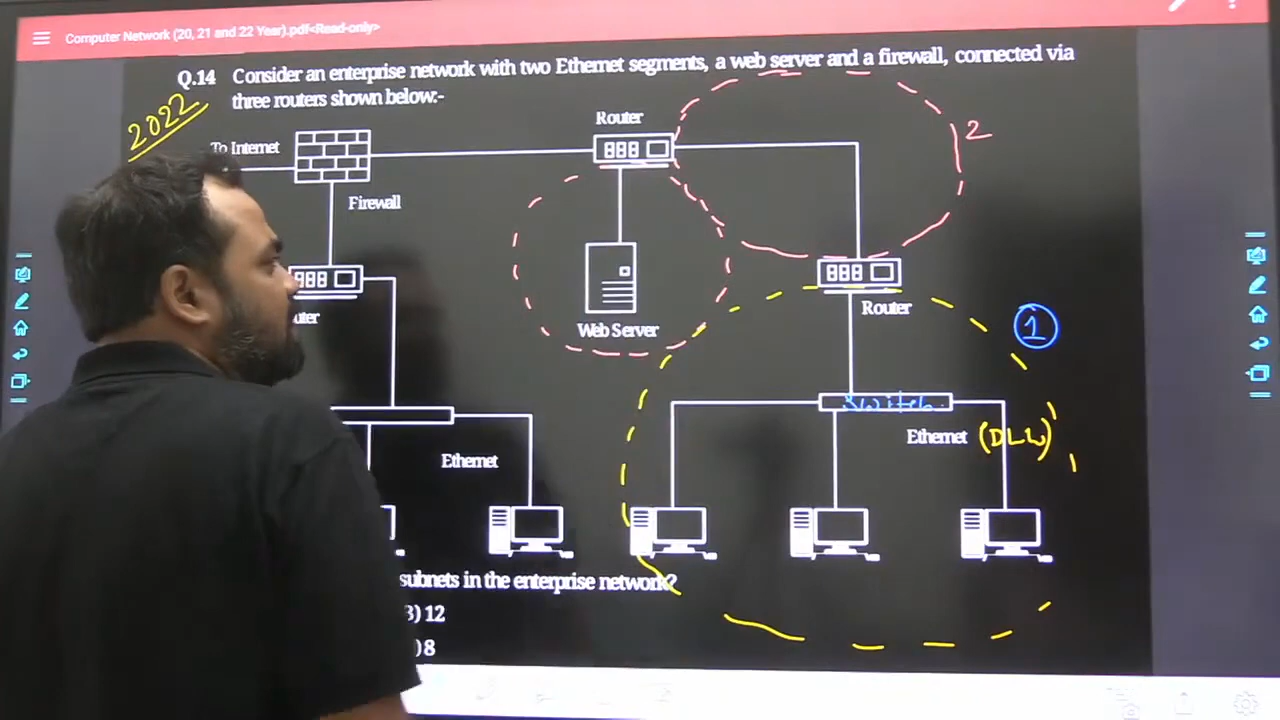 Computer Network (20, 21 and 22 Year).pdf<Read-only>
Q.14 Consider an enterprise network with two Ethernet segments, a web server and a firewall, connected via
three routers shown below:-
2022
To Internet
Router
2
Firewall
Web Server
Router
1
Switch
Ethernet
Ethernet
subnets in the enterprise network?
) 12
) 8